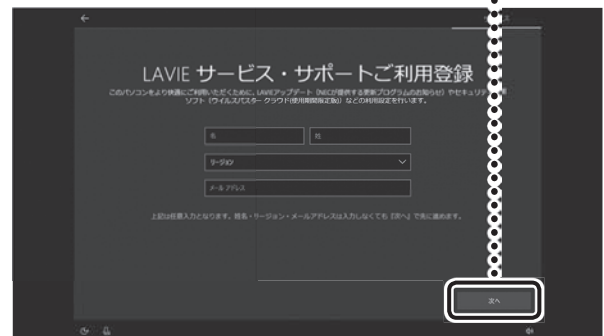 サービス
LAVIE サービス・サポートご利用登録
このパソコンをより快適にご利用いただくために、LAVIEアップデート（NECが提供する更新プログラムのお知らせ）やセキュリティ
ソフト（ウイルスバスター クラウド(使用期間限定版)）などの利用設定を行います。
名
姓
リージョン
メール アドレス
上記は任意入力となります。姓名・リージョン・メールアドレスは入力しなくても「次へ」で先に進めます。
次へ